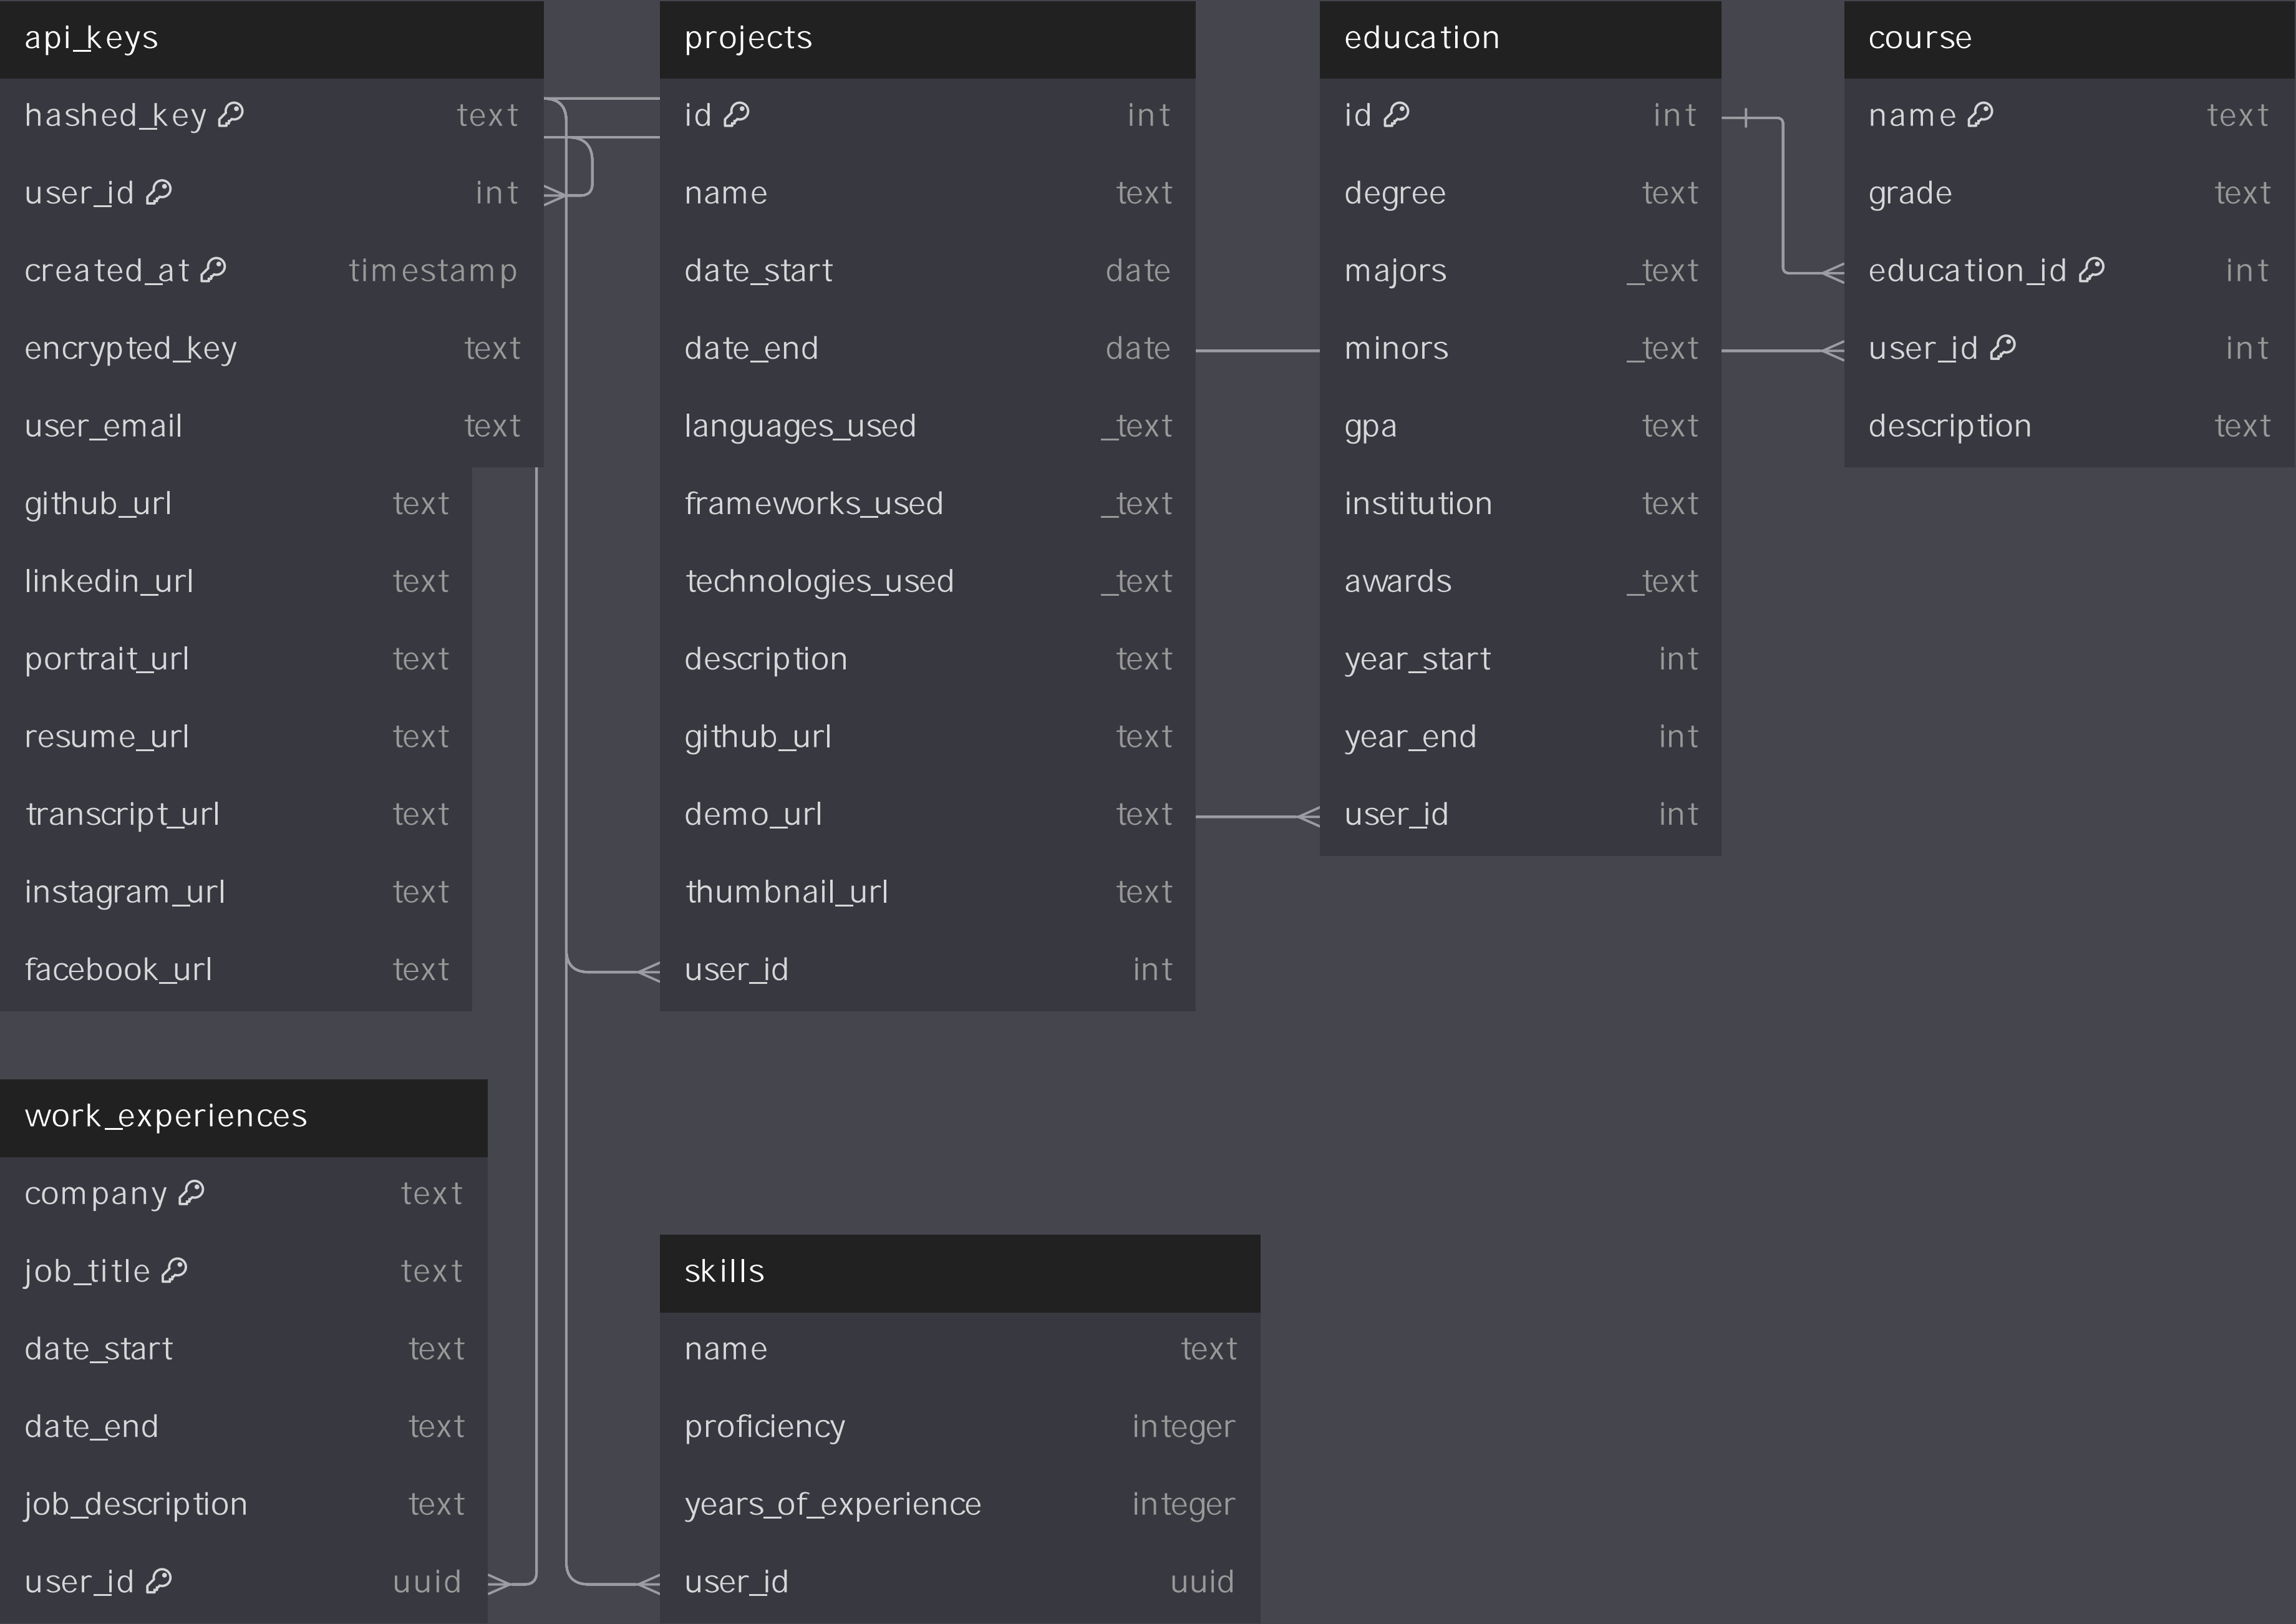 api_keys
hashed_key text
user_id int
created_at timestamp
encrypted_key text
user_email text
github_url text
linkedin_url text
portrait_url text
resume_url text
transcript_url text
instagram_url text
facebook_url text
projects
id int
name text
date_start date
date_end date
languages_used _text
frameworks_used _text
technologies_used _text
description text
github_url text
demo_url text
thumbnail_url text
user_id int
education
id int
degree text
majors _text
minors _text
gpa text
institution text
awards _text
year_start int
year_end int
user_id int
course
name text
grade text
education_id int
user_id int
description text
work_experiences
company text
job_title text
date_start text
date_end text
job_description text
user_id uuid
skills
name text
proficiency integer
years_of_experience integer
user_id uuid